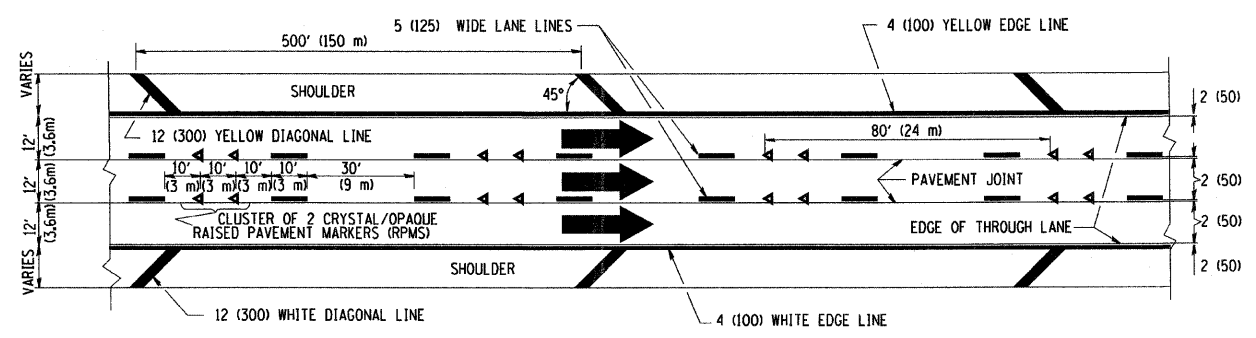 5 (125) WIDE LANE LINES
4 (100) YELLOW EDGE LINE
500' (150 m)
VARIES
SHOULDER
45°
2 (50)
12 (300) YELLOW DIAGONAL LINE
80' (24 m)
12'
(3.6m)
10'
(3 m)
10'
(3 m)
10'
(3 m)
10'
(3 m)
30'
(9 m)
12'
(3.6m)
PAVEMENT JOINT
2 (50)
CLUSTER OF 2 CRYSTAL/OPAQUE
RAISED PAVEMENT MARKERS (RPMS)
12'
(3.6m)
EDGE OF THROUGH LANE
2 (50)
VARIES
SHOULDER
2 (50)
12 (300) WHITE DIAGONAL LINE
4 (100) WHITE EDGE LINE